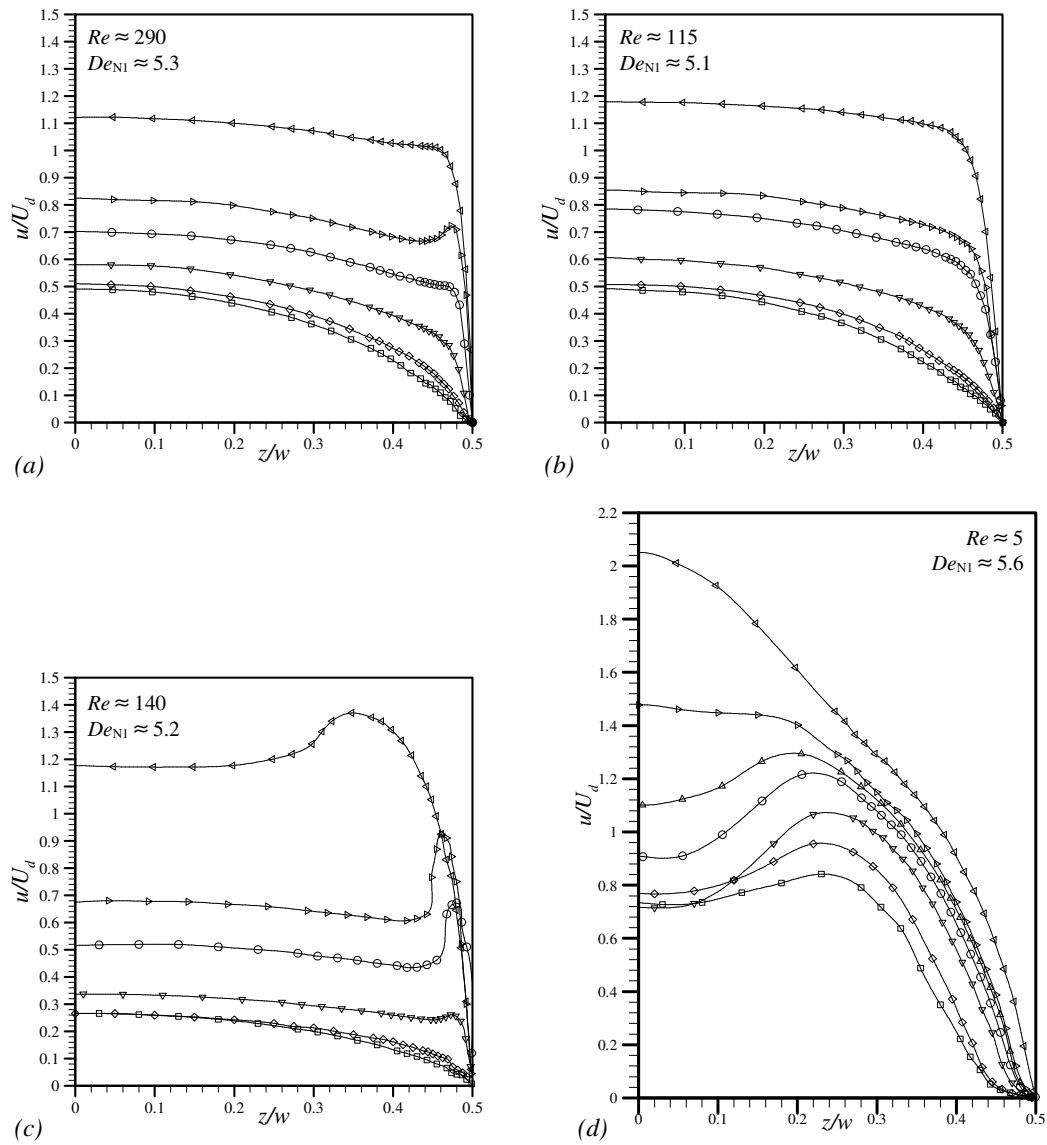 1.5
1.4
1.3
1.2
1.1
1
0.9
0.8
0.7
0.6
0.5
0.4
0.3
0.2
0.1
0
u/U_d
Re ≈ 290
De_N1 ≈ 5.3
0 0.1 0.2 0.3 0.4 0.5
z/w
(a)
1.5
1.4
1.3
1.2
1.1
1
0.9
0.8
0.7
0.6
0.5
0.4
0.3
0.2
0.1
0
u/U_d
Re ≈ 115
De_N1 ≈ 5.1
0 0.1 0.2 0.3 0.4 0.5
z/w
(b)
1.5
1.4
1.3
1.2
1.1
1
0.9
0.8
0.7
0.6
0.5
0.4
0.3
0.2
0.1
0
u/U_d
Re ≈ 140
De_N1 ≈ 5.2
0 0.1 0.2 0.3 0.4 0.5
z/w
(c)
2.2
2
1.8
1.6
1.4
1.2
1
0.8
0.6
0.4
0.2
0
u/U_d
Re ≈ 5
De_N1 ≈ 5.6
0 0.1 0.2 0.3 0.4 0.5
z/w
(d)